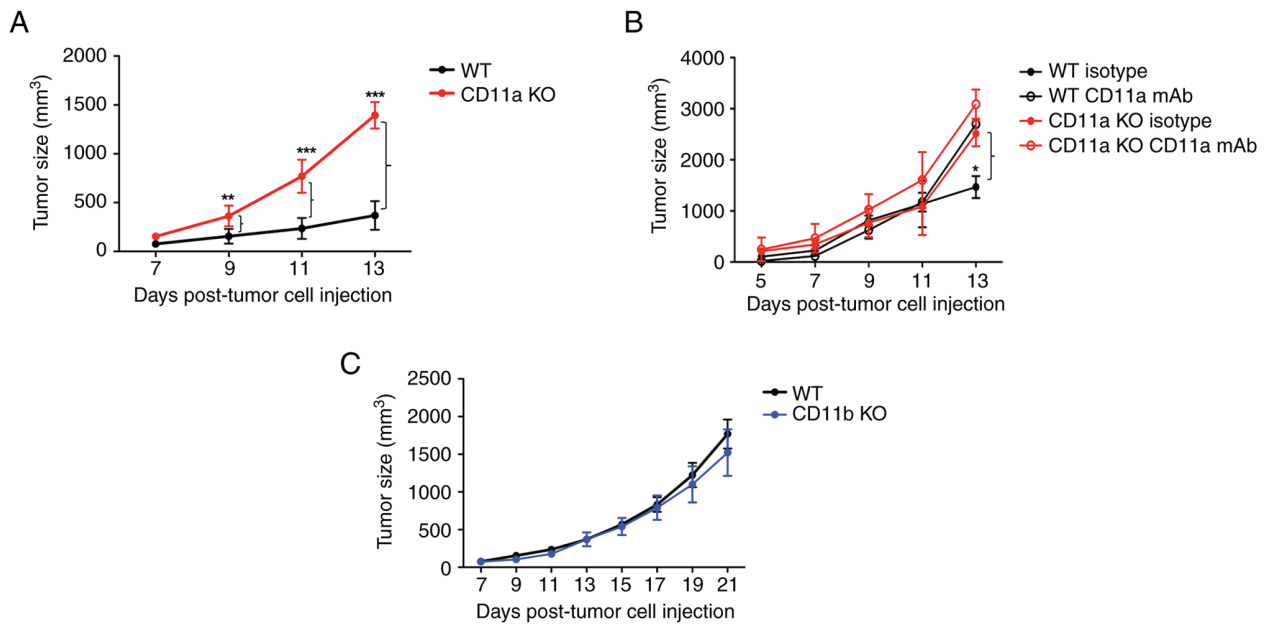 A
2000
1500
1000
500
0
Tumor size (mm³)
**
***
***
7 9 11 13
Days post-tumor cell injection
WT
CD11a KO
B
4000
3000
2000
1000
0
Tumor size (mm³)
*
5 7 9 11 13
Days post-tumor cell injection
WT isotype
WT CD11a mAb
CD11a KO isotype
CD11a KO CD11a mAb
C
2500
2000
1500
1000
500
0
Tumor size (mm³)
7 9 11 13 15 17 19 21
Days post-tumor cell injection
WT
CD11b KO